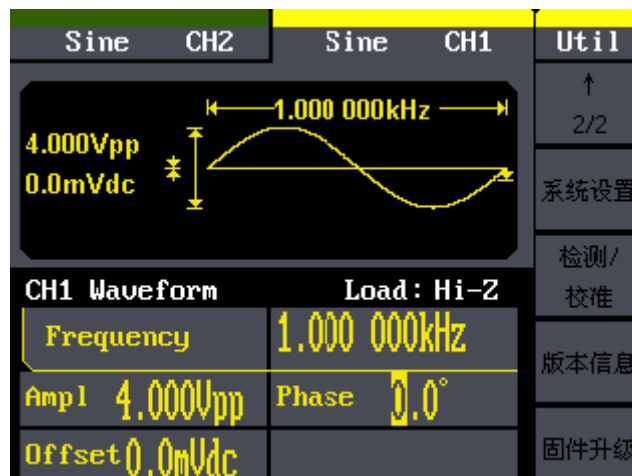 Sine CH2 Sine CH1 Util
↑
2/2
1.000 000kHz
4.000Vpp
0.0mVdc
系统设置
检测/
校准
CH1 Waveform Load: Hi-Z
Frequency 1.000 000kHz
版本信息
Ampl 4.000Vpp Phase 0.0°
Offset 0.0mVdc
固件升级